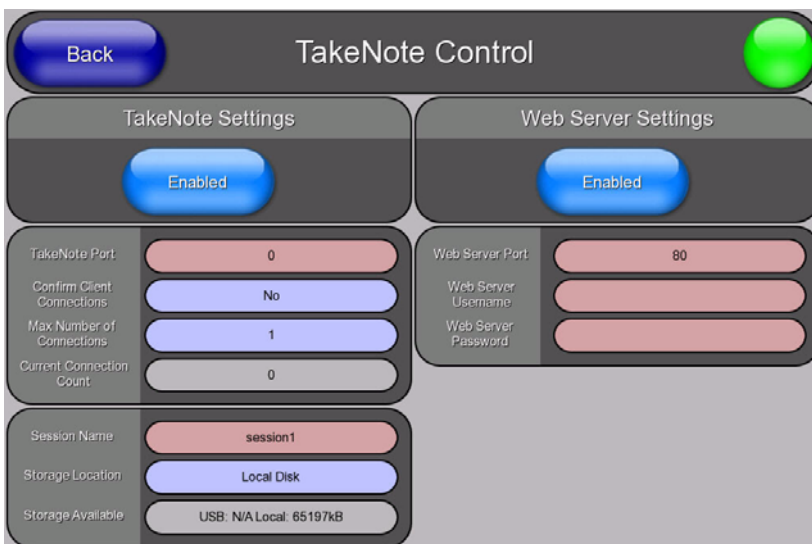 Back
TakeNote Control
TakeNote Settings
Enabled
TakeNote Port
0
Confirm Client
Connections
No
Max Number of
Connections
1
Current Connection
Count
0
Session Name
session1
Storage Location
Local Disk
Storage Available
USB: N/A Local: 65197kB
Web Server Settings
Enabled
Web Server Port
80
Web Server
Username
Web Server
Password